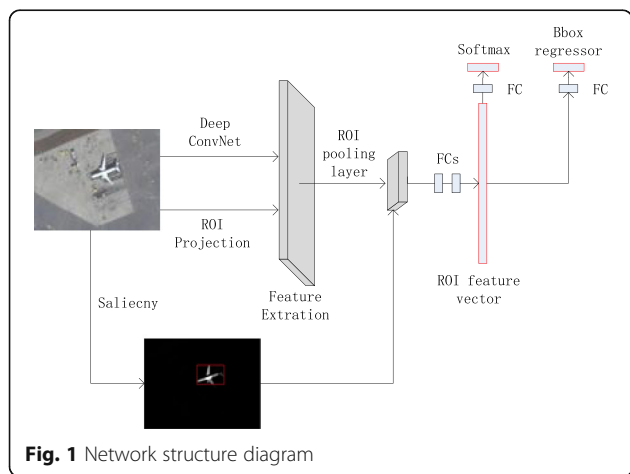 Softmax
Bbox
regressor
FC
FC
Deep
ConvNet
ROI
pooling
layer
FCs
ROI
Projection
Saliecny
Feature
Extration
ROI feature
vector
Fig. 1 Network structure diagram